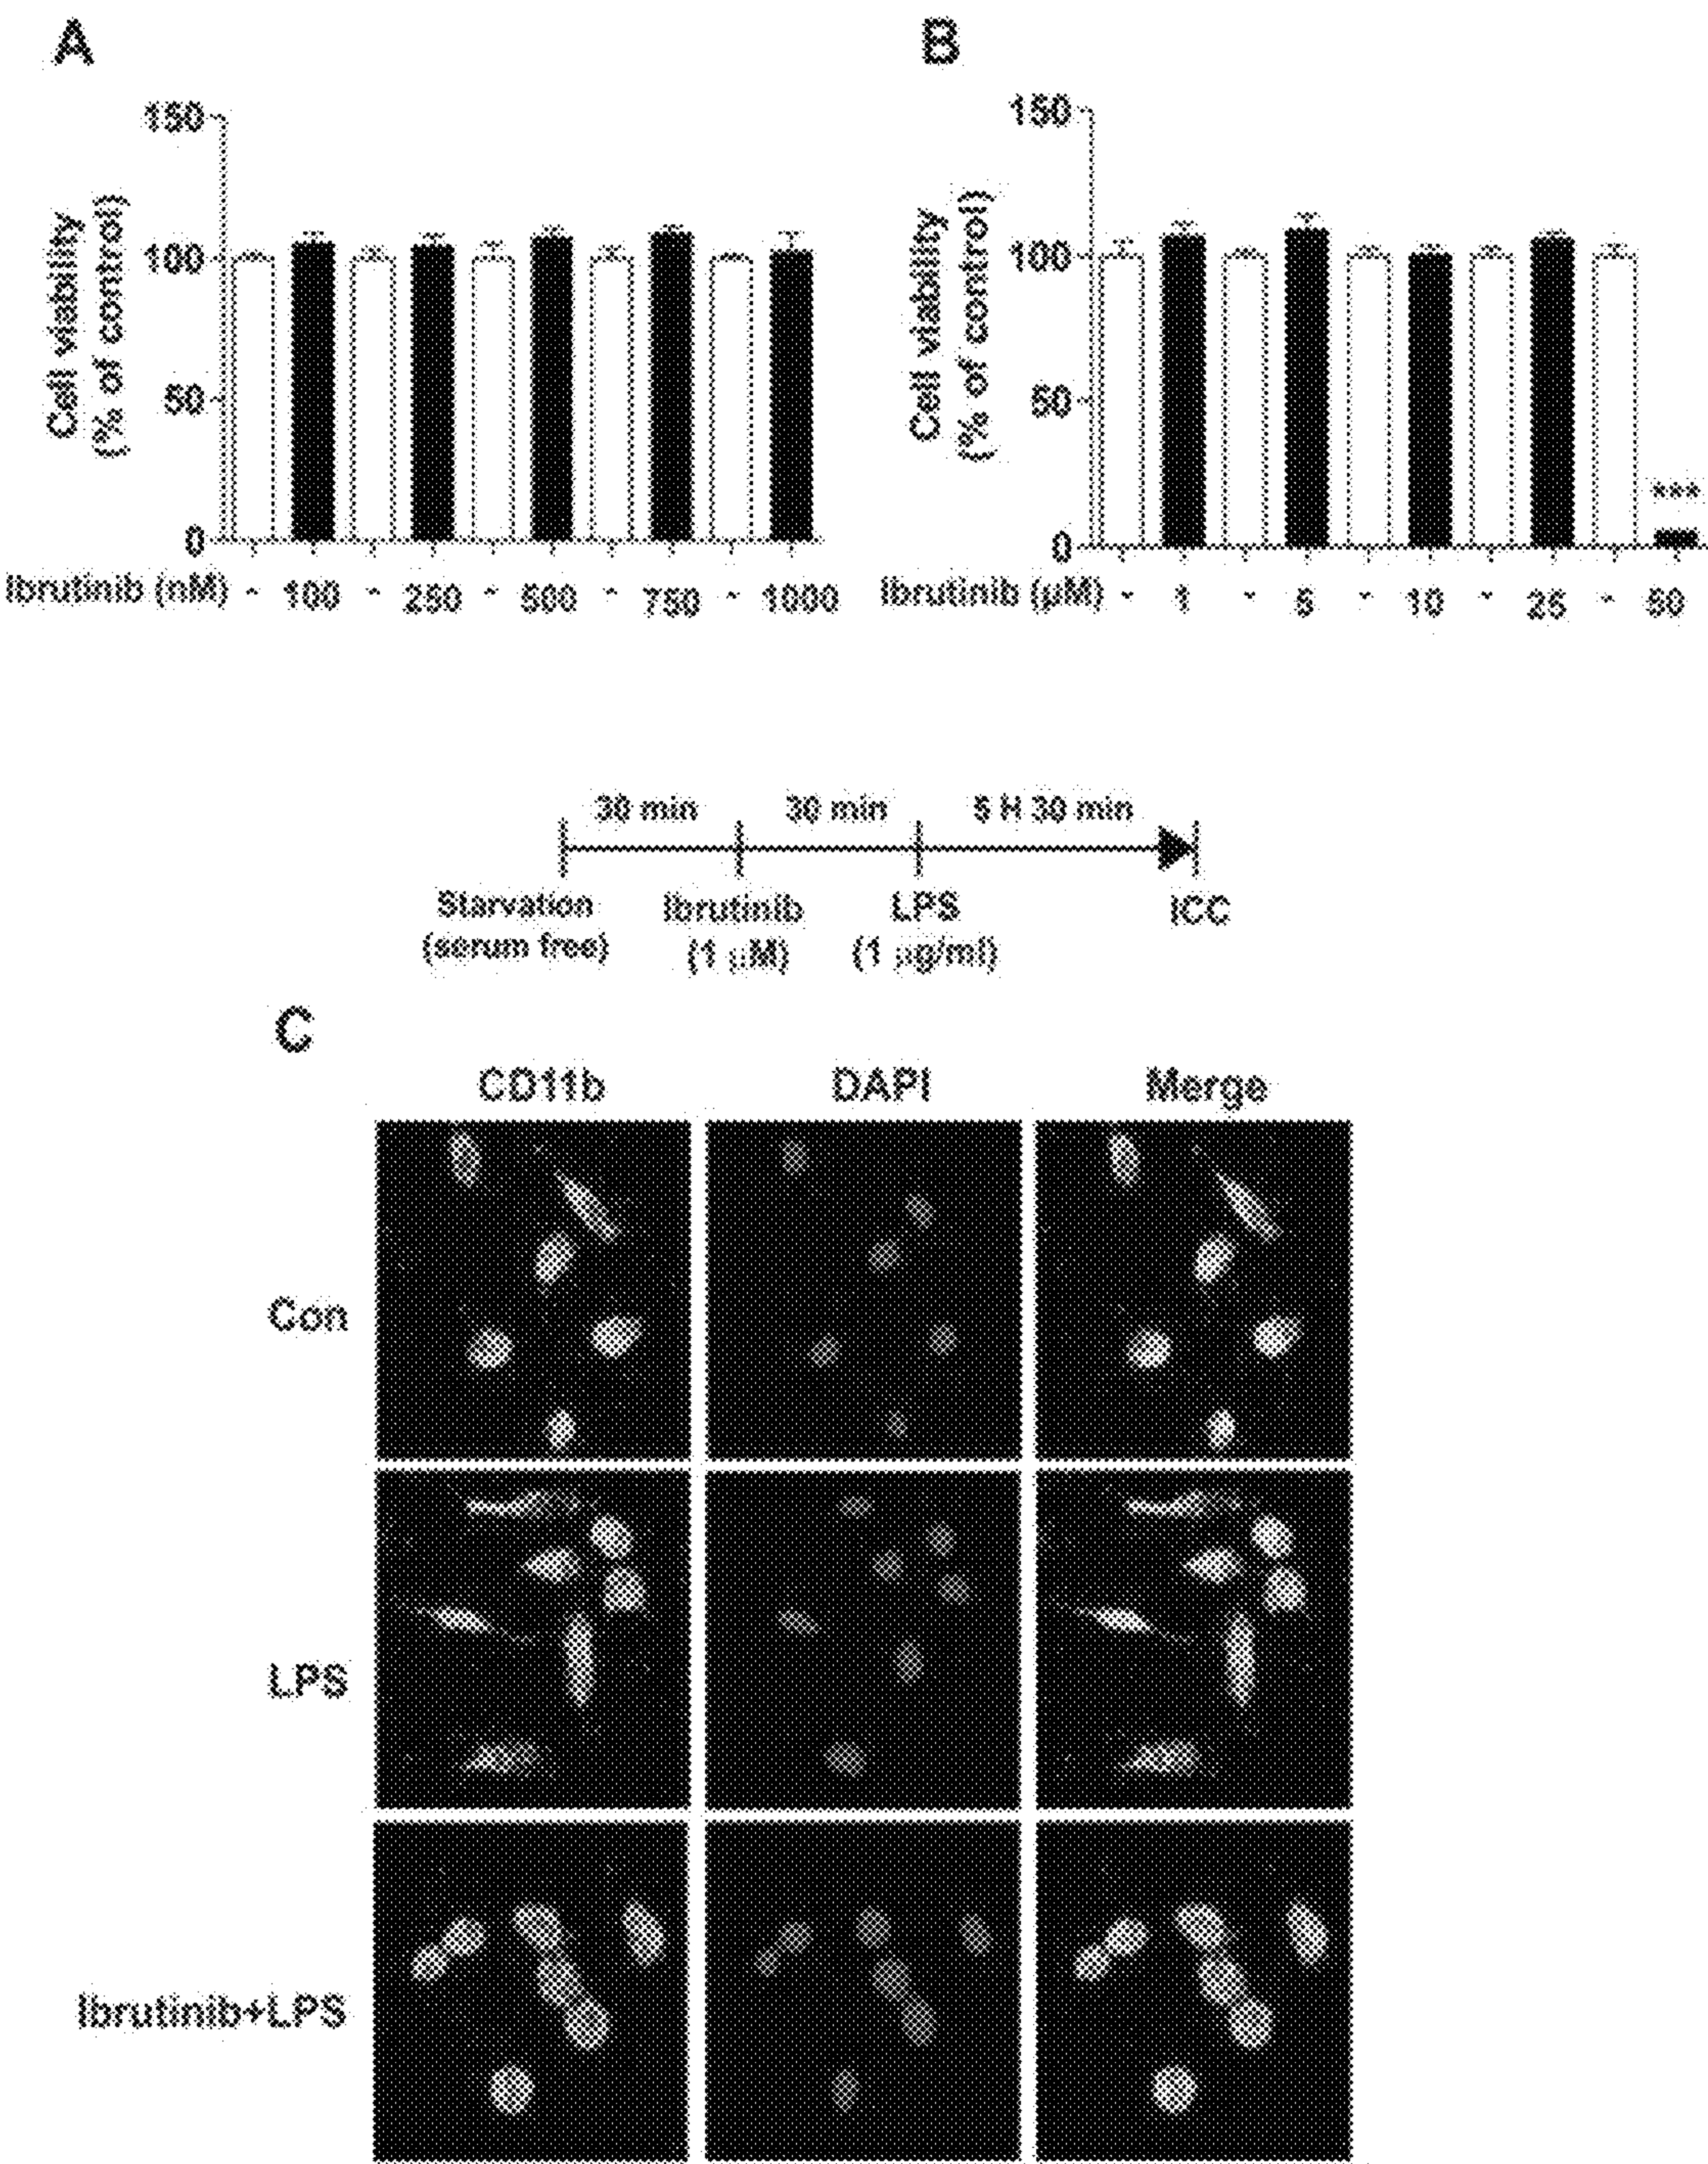 A
150
100
50
0
Cell viability
(% of control)
Ibrutinib (nM) - 100 - 250 - 500 - 750 - 1000
B
150
100
50
0
Cell viability
(% of control)
***
Ibrutinib (µM) - 1 - 5 - 10 - 25 - 50
30 min 30 min 5 H 30 min
Starvation Ibrutinib LPS ICC
(serum free) (1 µM) (1 µg/ml)
C
CD11b DAPI Merge
Con
LPS
Ibrutinib+LPS